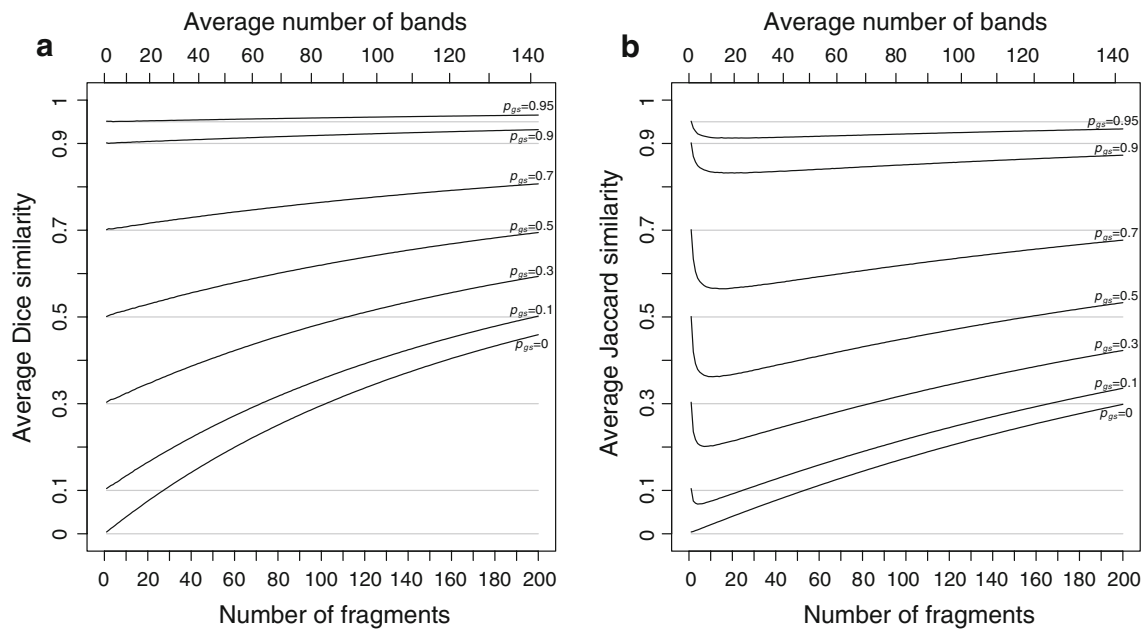 a
Average number of bands
0 20 40 60 80 100 120 140
Average Dice similarity
0 0.1 0.3 0.5 0.7 0.9 1
pgs=0.95
pgs=0.9
pgs=0.7
pgs=0.5
pgs=0.3
pgs=0.1
pgs=0
0 20 40 60 80 100 120 140 160 180 200
Number of fragments
b
Average number of bands
0 20 40 60 80 100 120 140
Average Jaccard similarity
0 0.1 0.3 0.5 0.7 0.9 1
pgs=0.95
pgs=0.9
pgs=0.7
pgs=0.5
pgs=0.3
pgs=0.1
pgs=0
0 20 40 60 80 100 120 140 160 180 200
Number of fragments